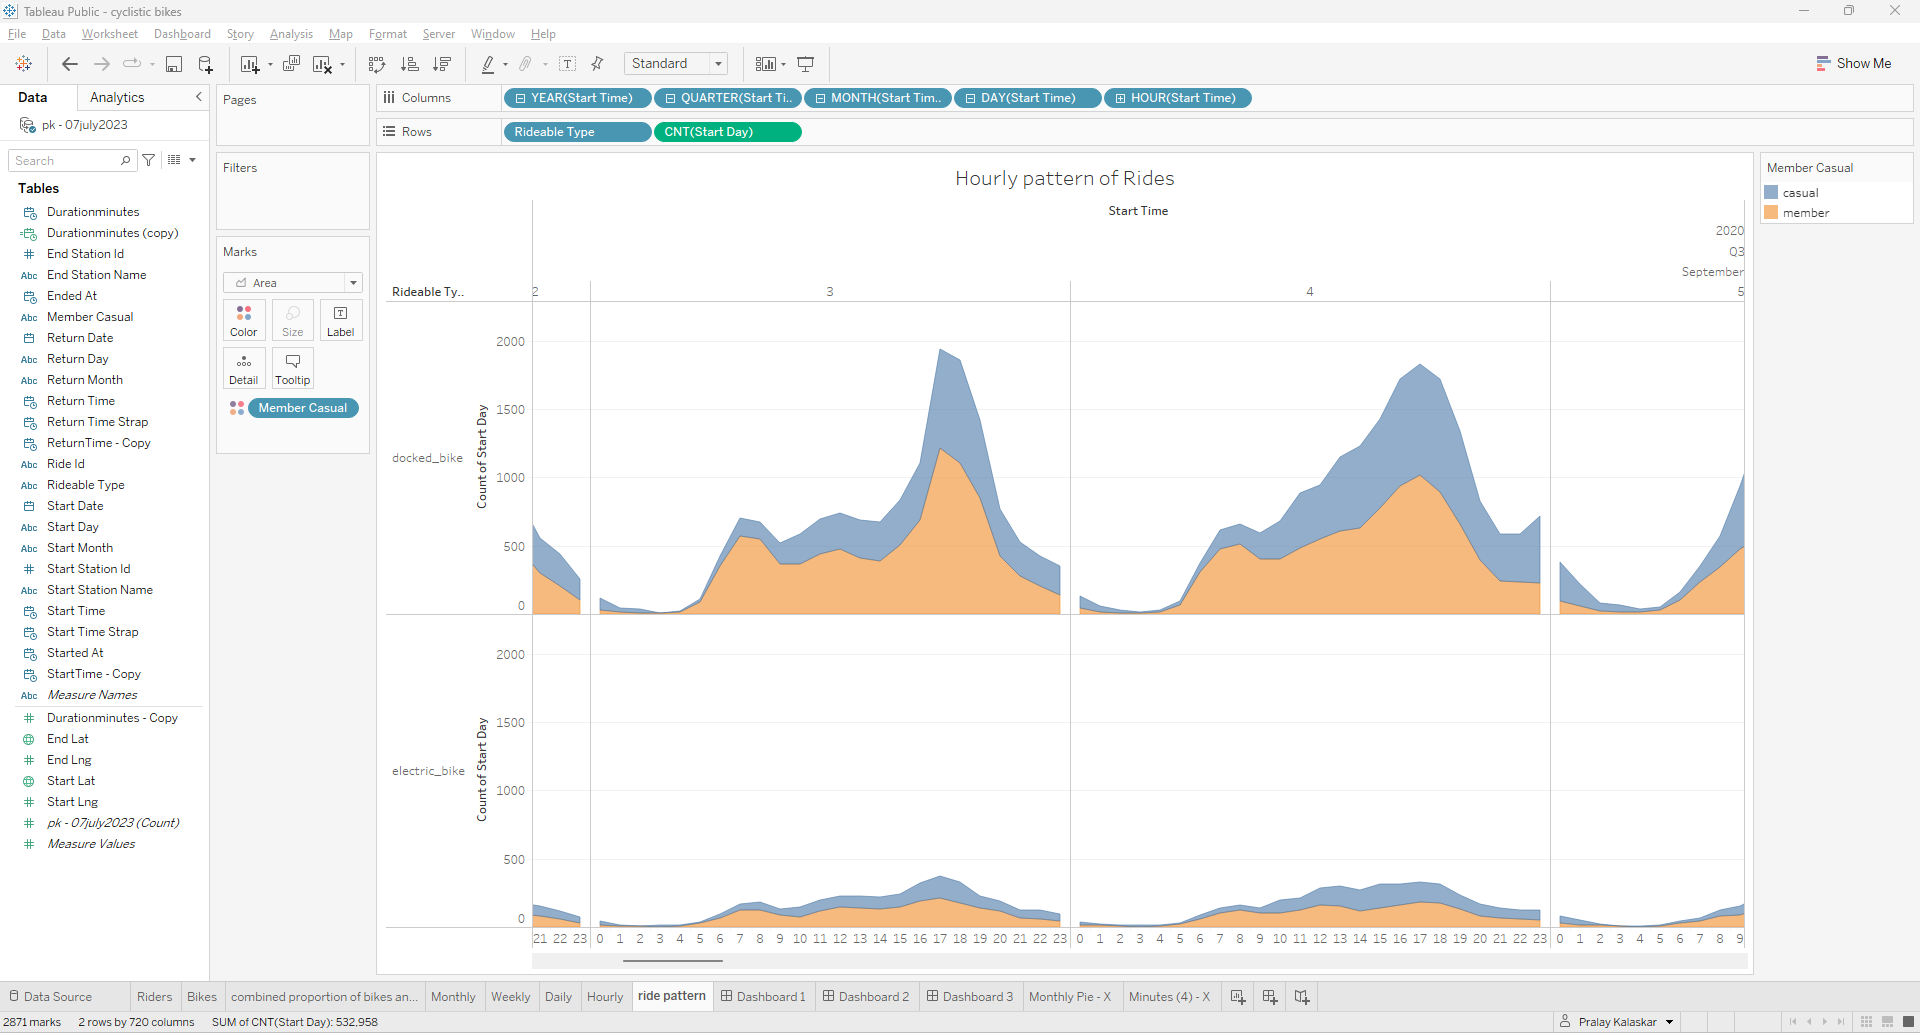 Tableau Public - cyclistic bikes
File Data Worksheet Dashboard Story Analysis Map Format Server Window Help
Standard
Show Me
Data Analytics
pk - 07july2023
Search
Tables
Durationminutes
Durationminutes (copy)
End Station Id
Abc End Station Name
Ended At
Abc Member Casual
Return Date
Abc Return Day
Abc Return Month
Return Time
Return Time Strap
ReturnTime - Copy
Abc Ride Id
Abc Rideable Type
Start Date
Abc Start Day
Abc Start Month
Start Station Id
Abc Start Station Name
Start Time
Start Time Strap
Started At
StartTime - Copy
Abc Measure Names
Durationminutes - Copy
End Lat
End Lng
Start Lat
Start Lng
pk - 07july2023 (Count)
Measure Values
Pages
Filters
Marks
Area
Color Size Label
Detail Tooltip
Member Casual
Columns YEAR(Start Time) QUARTER(Start Ti.. MONTH(Start Tim.. DAY(Start Time) HOUR(Start Time)
Rows Rideable Type CNT(Start Day)
Hourly pattern of Rides
Start Time
2020
Q3
September
Rideable Ty.. 2 3 4 5
docked_bike
Count of Start Day
2000
1500
1000
500
0
electric_bike
Count of Start Day
2000
1500
1000
500
0
21 22 23 0 1 2 3 4 5 6 7 8 9 10 11 12 13 14 15 16 17 18 19 20 21 22 23 0 1 2 3 4 5 6 7 8 9 10 11 12 13 14 15 16 17 18 19 20 21 22 23 0 1 2 3 4 5 6 7 8 9
Member Casual
casual
member
Data Source Riders Bikes combined proportion of bikes an... Monthly Weekly Daily Hourly ride pattern Dashboard 1 Dashboard 2 Dashboard 3 Monthly Pie - X Minutes (4) - X
2871 marks 2 rows by 720 columns SUM of CNT(Start Day): 532,958 Pralay Kalaskar